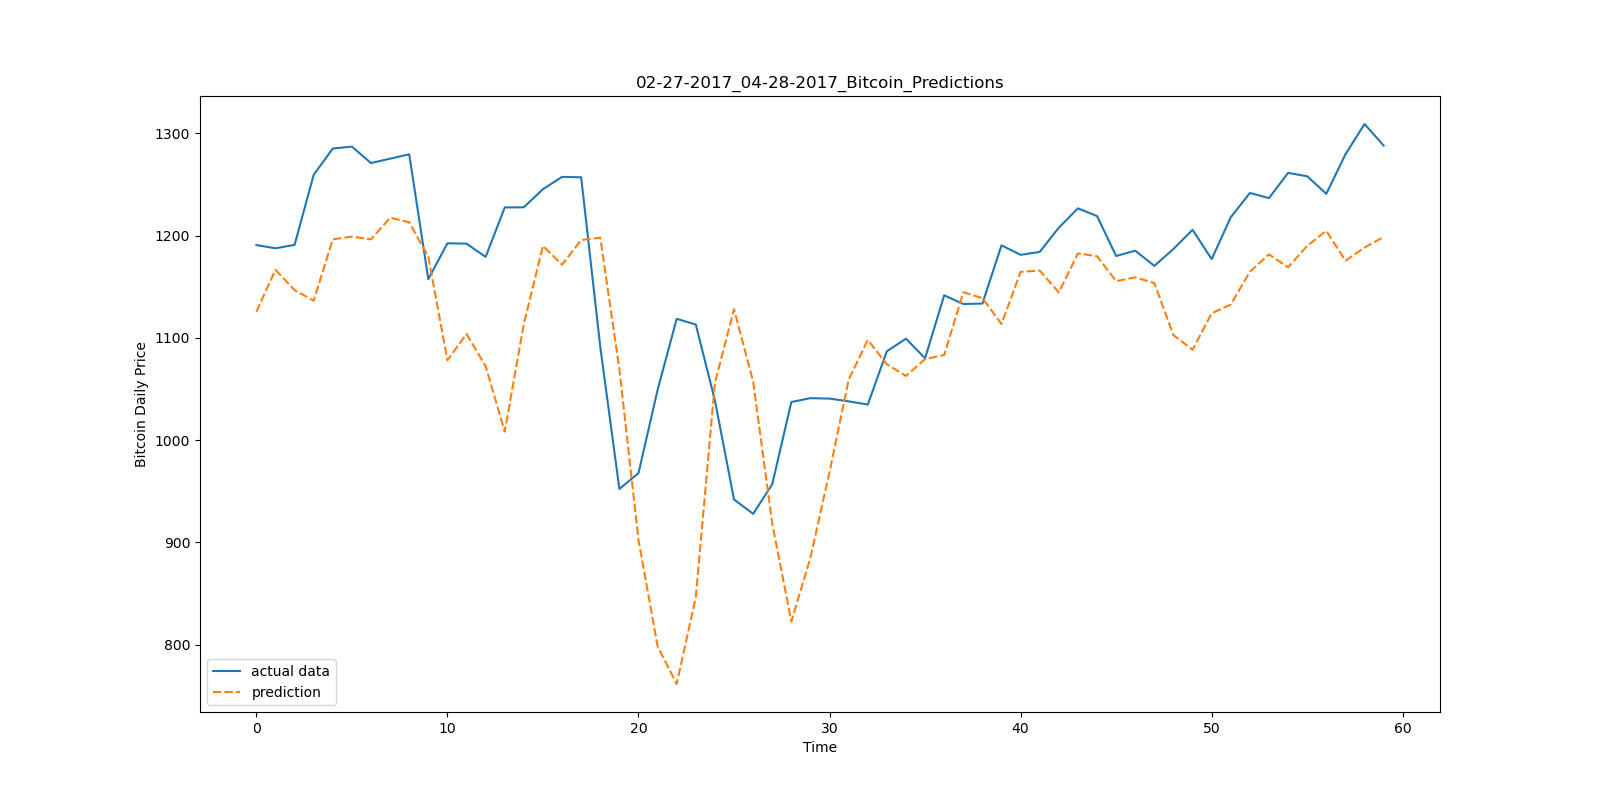 02-27-2017_04-28-2017_Bitcoin_Predictions
Bitcoin Daily Price
1300
1200
1100
1000
900
800
actual data
prediction
0 10 20 30 40 50 60
Time